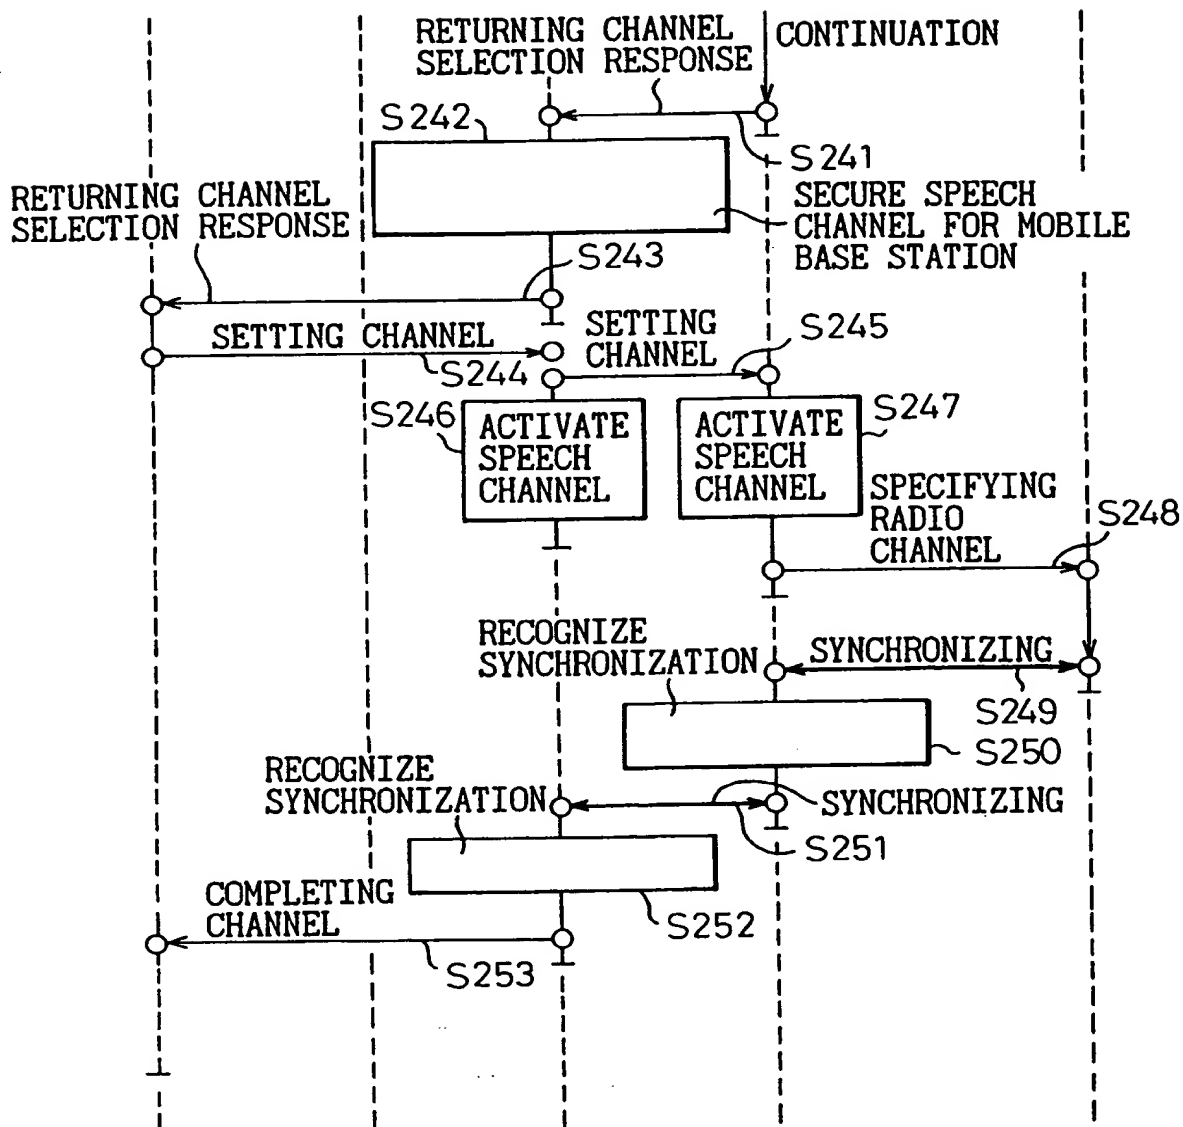 RETURNING CHANNEL
SELECTION RESPONSE
CONTINUATION
S242
S241
RETURNING CHANNEL
SELECTION RESPONSE
SECURE SPEECH
CHANNEL FOR MOBILE
BASE STATION
S243
SETTING CHANNEL
S244
SETTING
CHANNEL
S245
S246
ACTIVATE
SPEECH
CHANNEL
ACTIVATE
SPEECH
CHANNEL
S247
SPECIFYING
RADIO
CHANNEL
S248
RECOGNIZE
SYNCHRONIZATION
SYNCHRONIZING
S249
S250
RECOGNIZE
SYNCHRONIZATION
SYNCHRONIZING
S251
COMPLETING
CHANNEL
S252
S253